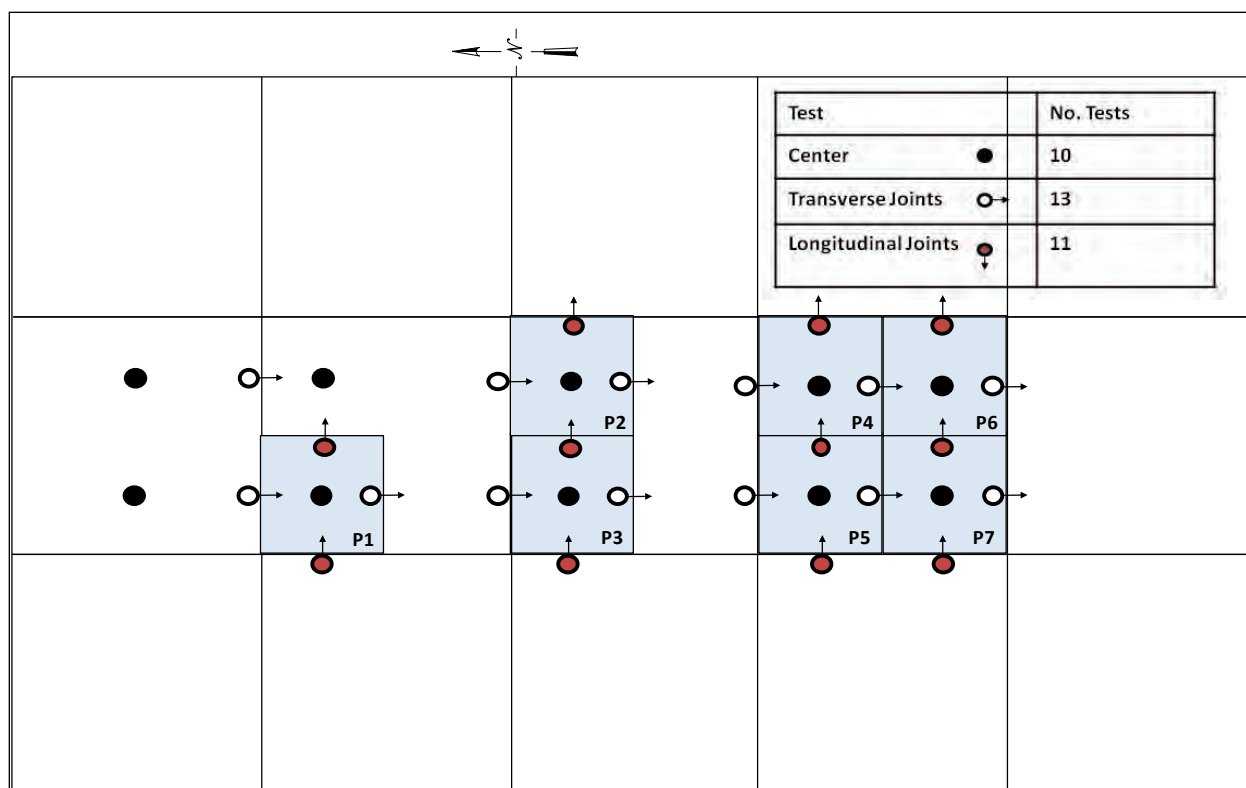 N
Test No. Tests
Center 10
Transverse Joints 13
Longitudinal Joints 11
P2 P4 P6
P1 P3 P5 P7